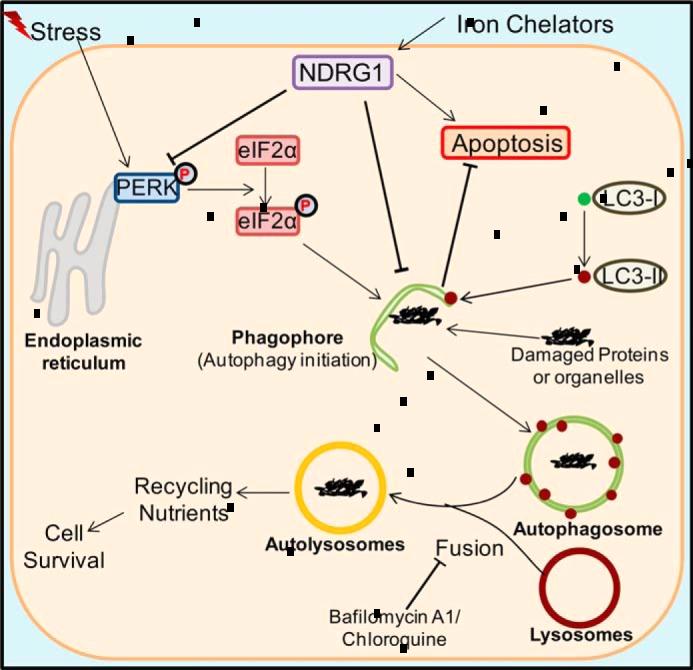 Stress
Iron Chelators
NDRG1
Apoptosis
eIF2α
PERK
P
eIF2α
P
LC3-I
LC3-II
Endoplasmic
reticulum
Phagophore
(Autophagy initiation)
Damaged Proteins
or organelles
Recycling
Nutrients
Cell
Survival
Autolysosomes
Autophagosome
Fusion
Bafilomycin A1/
Chloroquine
Lysosomes